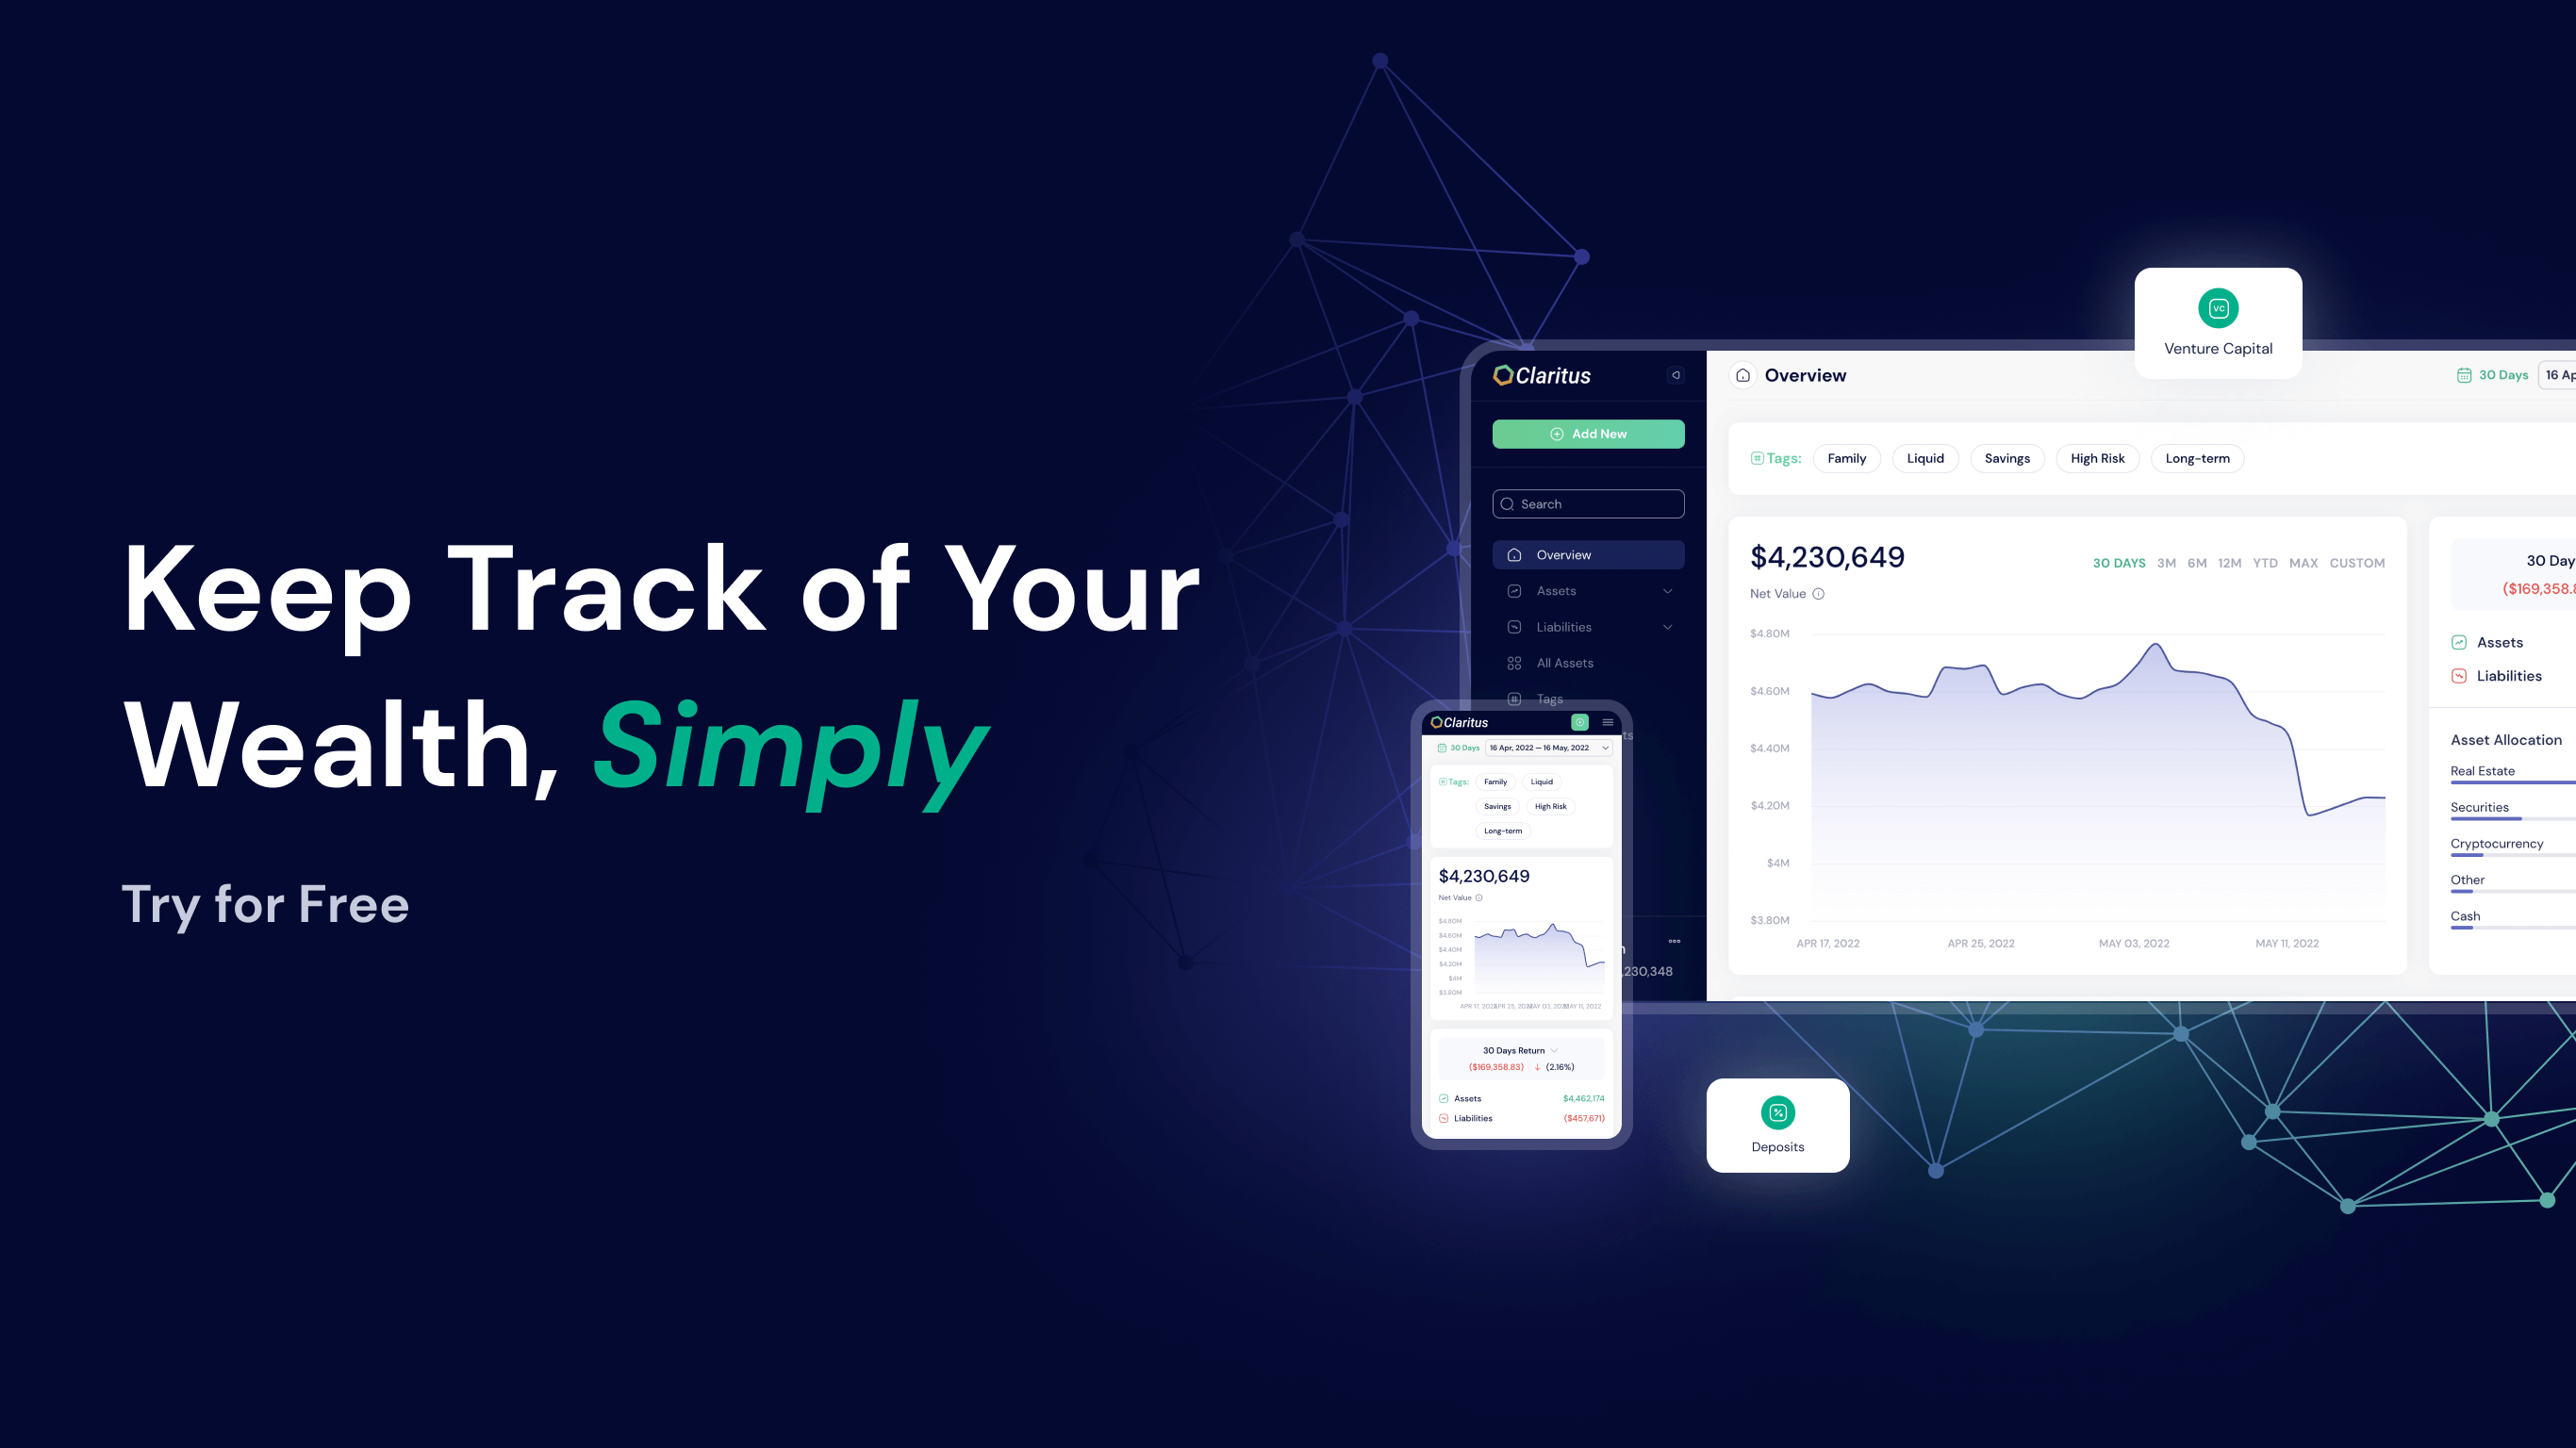 Keep Track of Your
Wealth, Simply
Try for Free
VC
Venture Capital
Claritus
Add New
Search
Overview
Assets
Liabilities
All Assets
Tags
Overview
30 Days
Tags: Family Liquid Savings High Risk Long-term
$4,230,649
30 DAYS 3M 6M 12M YTD MAX CUSTOM
Net Value
$4.80M
$4.60M
$4.40M
$4.20M
$4M
$3.80M
APR 17, 2022 APR 25, 2022 MAY 03, 2022 MAY 11, 2022
30 Day
($169,358.8
Assets
Liabilities
Asset Allocation
Real Estate
Securities
Cryptocurrency
Other
Cash
,230,348
Claritus
30 Days 16 Apr, 2022 — 16 May, 2022
Tags: Family Liquid
Savings High Risk
Long-term
$4,230,649
Net Value
$4.80M
$4.60M
$4.40M
$4.20M
$4M
$3.80M
APR 17, 2022 APR 25, 2022 MAY 03, 2022 MAY 11, 2022
30 Days Return
($169,358.83) (2.16%)
Assets $4,462,174
Liabilities ($457,671)
Deposits